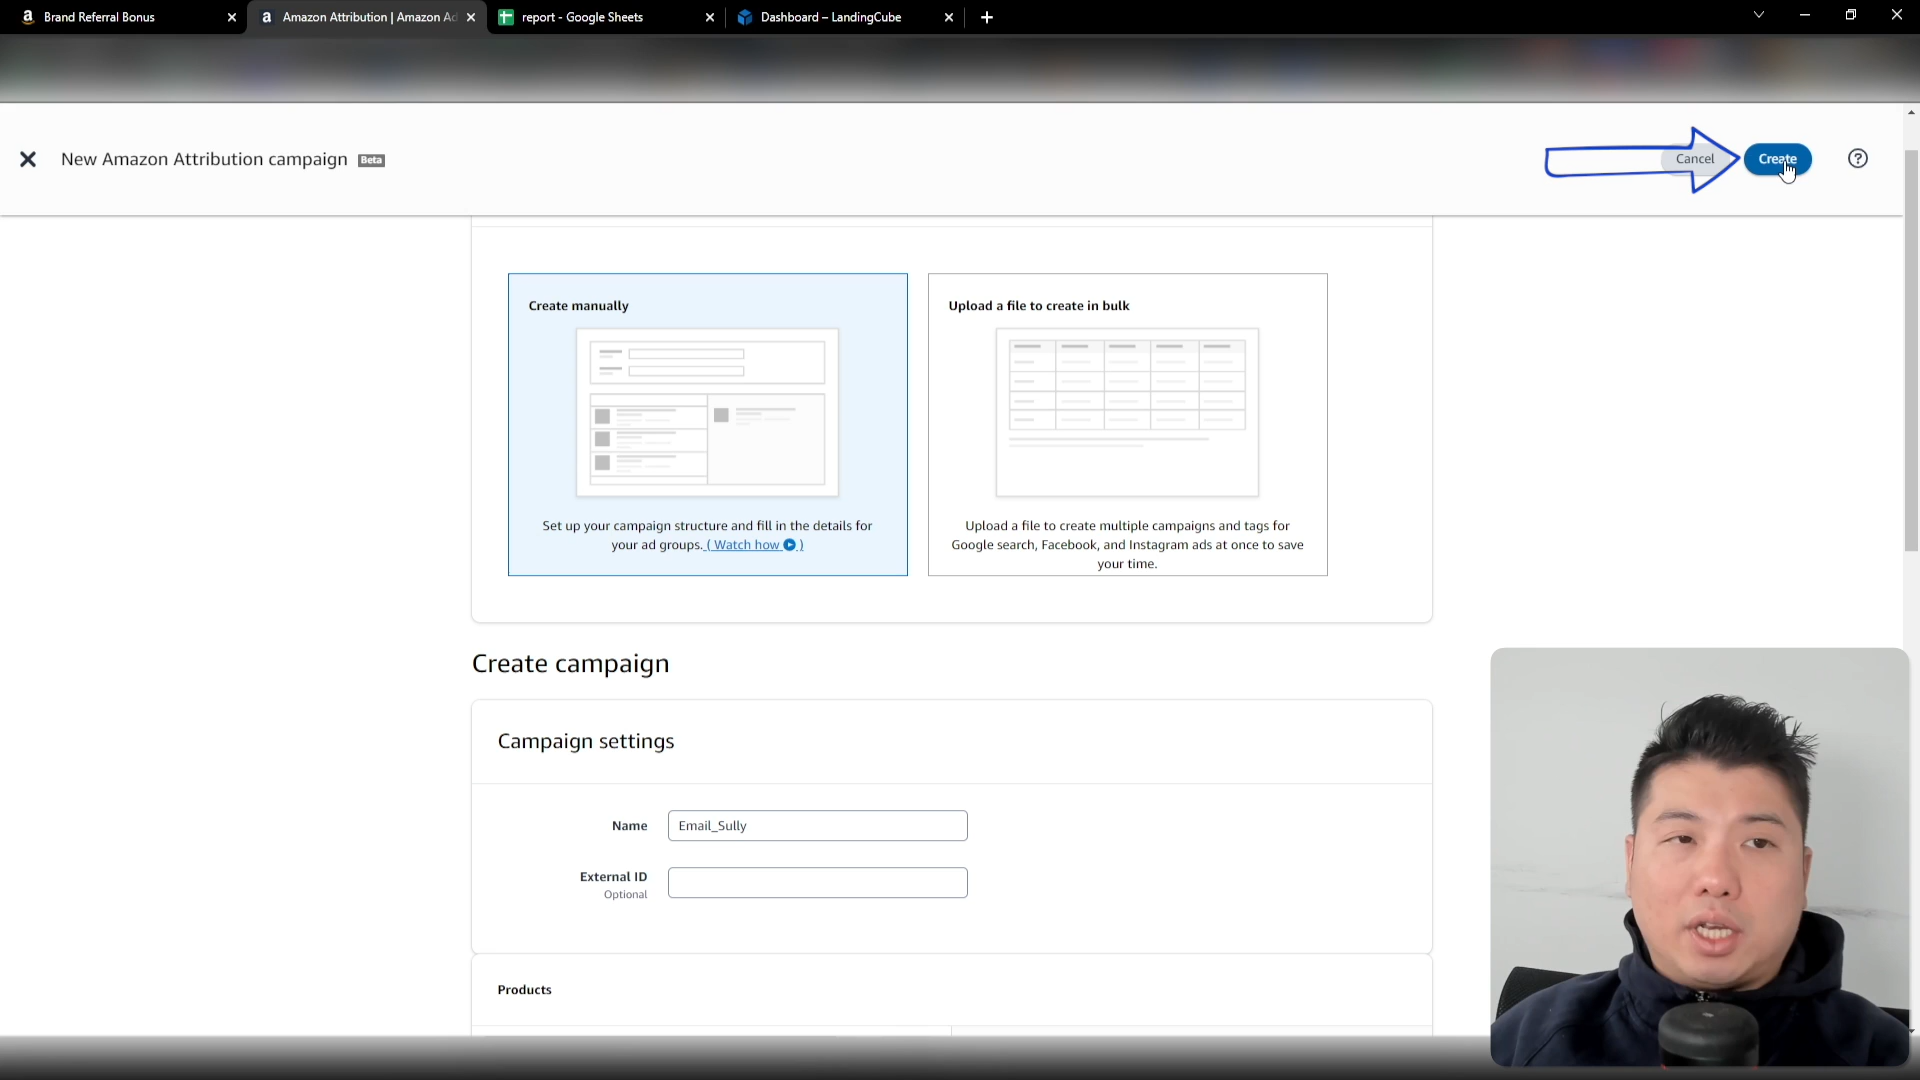 Brand Referral Bonus
Amazon Attribution | Amazon Ad
report - Google Sheets
Dashboard – LandingCube
New Amazon Attribution campaign Beta
Cancel
Create
Create manually
Set up your campaign structure and fill in the details for
your ad groups. ( Watch how )
Upload a file to create in bulk
Upload a file to create multiple campaigns and tags for
Google search, Facebook, and Instagram ads at once to save
your time.
Create campaign
Campaign settings
Name
Email_Sully
External ID
Optional
Products